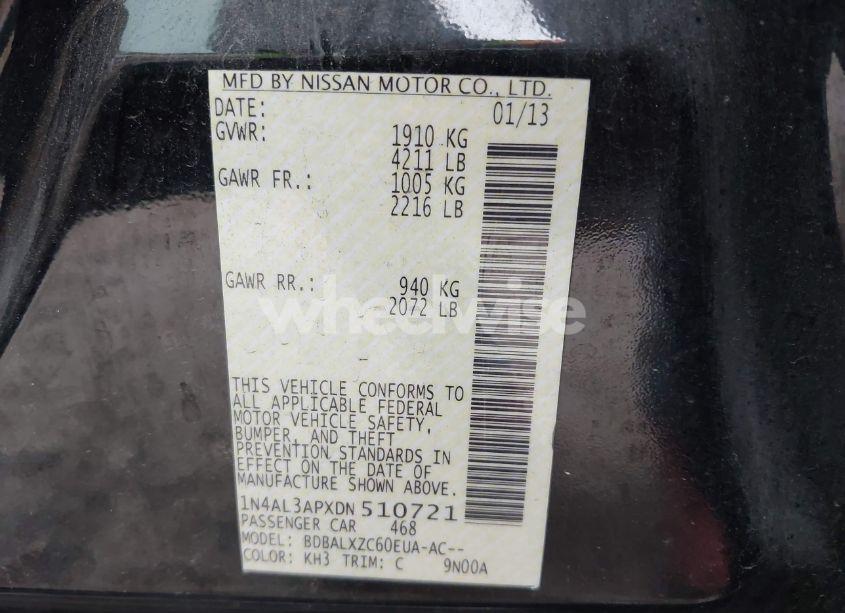 MFD BY NISSAN MOTOR CO., LTD.
DATE: 01/13
GVWR: 1910 KG
4211 LB
GAWR FR.: 1005 KG
2216 LB
GAWR RR.: 940 KG
2072 LB
wheelwise
THIS VEHICLE CONFORMS TO
ALL APPLICABLE FEDERAL
MOTOR VEHICLE SAFETY,
BUMPER, AND THEFT
PREVENTION STANDARDS IN
EFFECT ON THE DATE OF
MANUFACTURE SHOWN ABOVE.
1N4AL3APXDN 510721
PASSENGER CAR 468
MODEL: BDBALXZC60EUA-AC--
COLOR: KH3 TRIM: C 9N00A